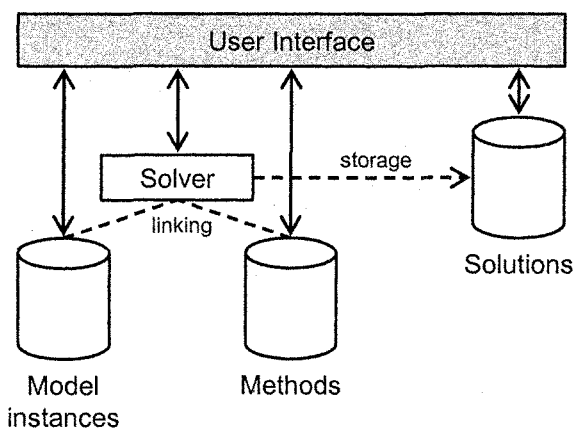 User Interface
storage
Solver
linking
Solutions
Model
instances
Methods